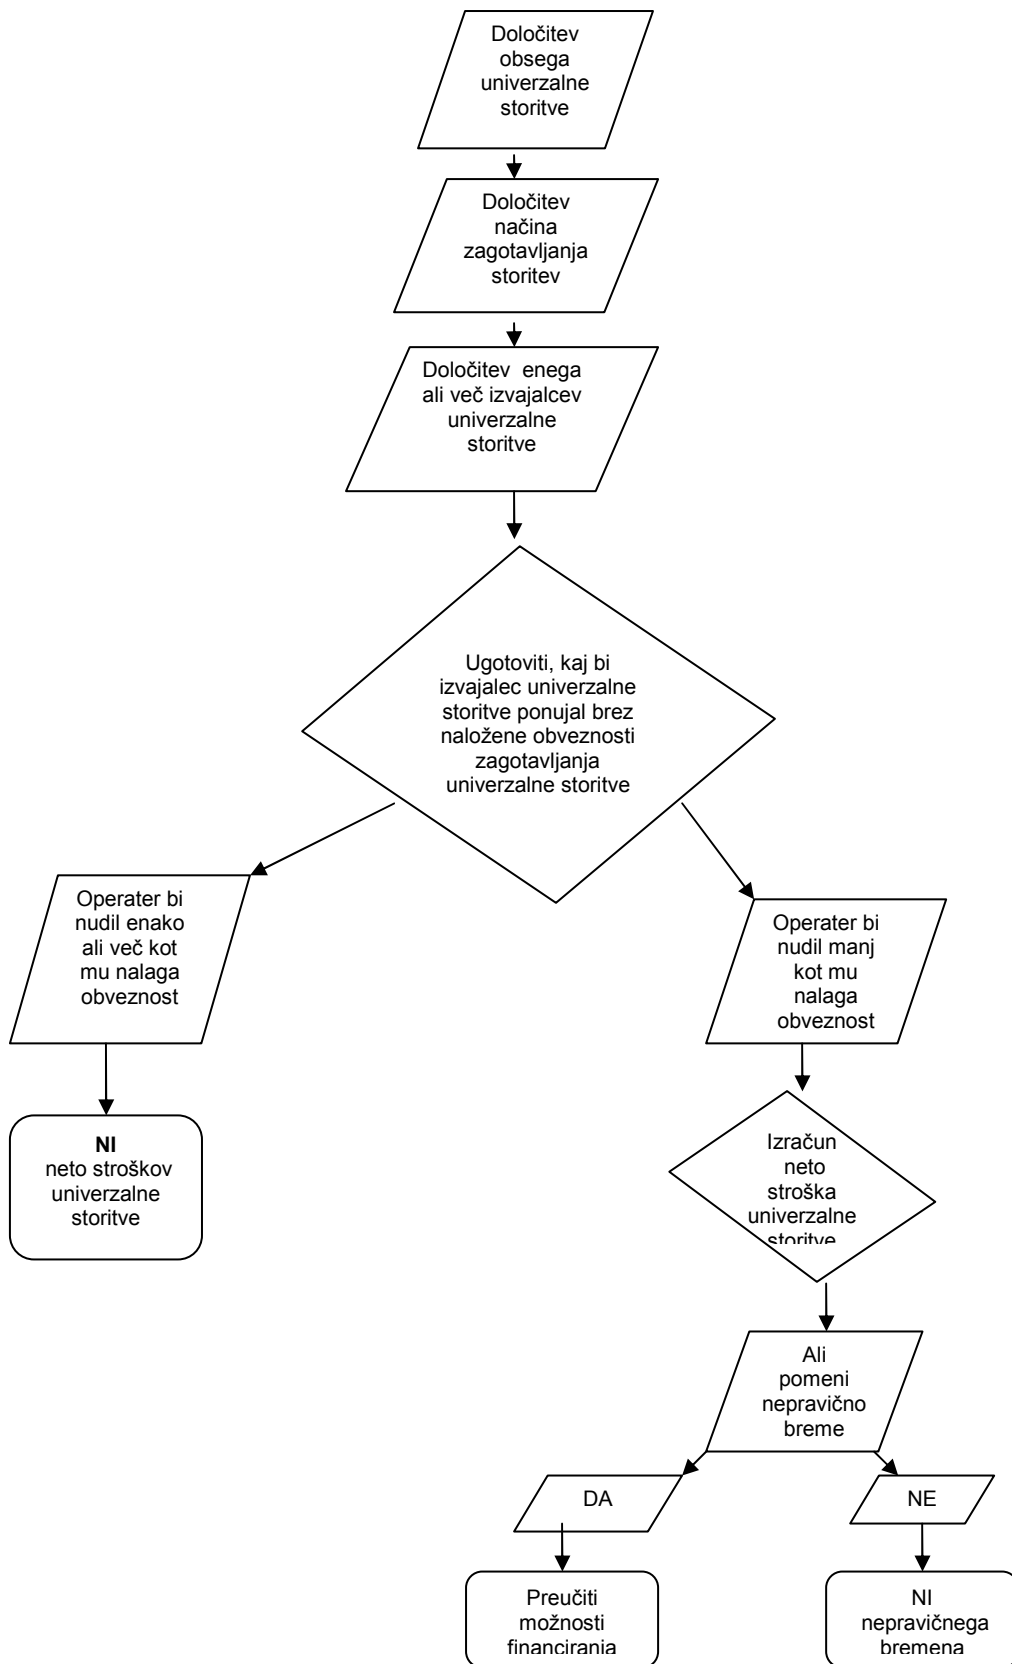 Določitev
obsega
univerzalne
storitve
Določitev
načina
zagotavljanja
storitev
Določitev  enega
ali več izvajalcev
univerzalne
storitve
Ugotoviti, kaj bi
izvajalec univerzalne
storitve ponujal brez
naložene obveznosti
zagotavljanja
univerzalne storitve
Operater bi
nudil enako
ali več kot
mu nalaga
obveznost
Operater bi
nudil manj
kot mu
nalaga
obveznost
NI
neto stroškov
univerzalne
storitve
Izračun
neto
stroška
univerzalne
storitve
Ali
pomeni
nepravično
breme
DA
NE
Preučiti
možnosti
financiranja
NI
nepravičnega
bremena